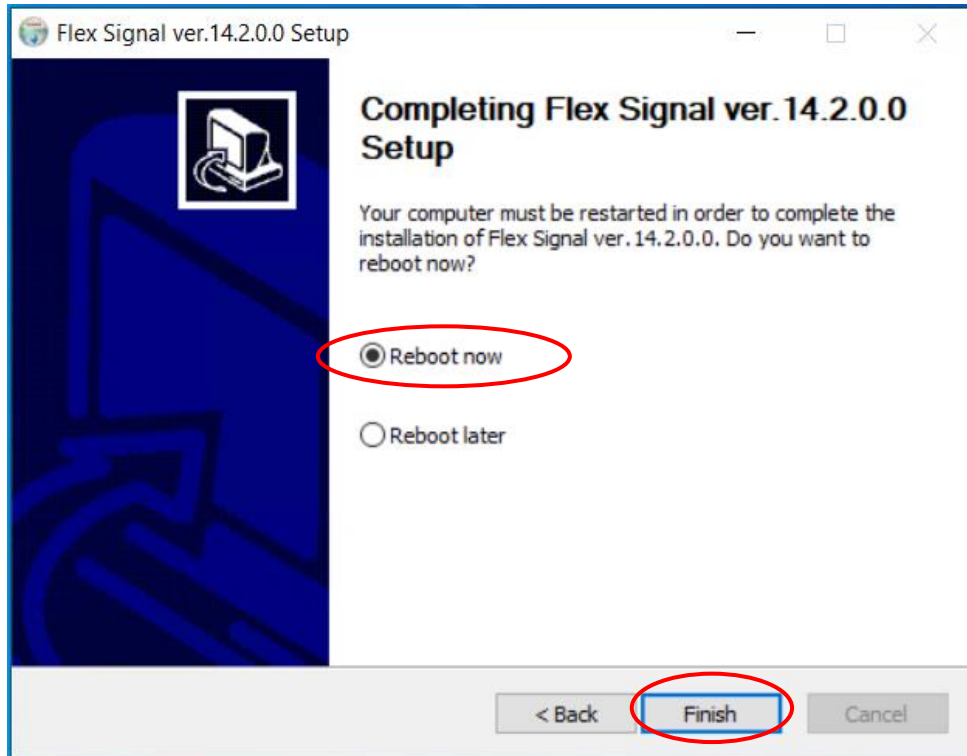 Flex Signal ver.14.2.0.0 Setup
Completing Flex Signal ver.14.2.0.0
Setup
Your computer must be restarted in order to complete the
installation of Flex Signal ver.14.2.0.0. Do you want to
reboot now?
Reboot now
Reboot later
< Back Finish Cancel